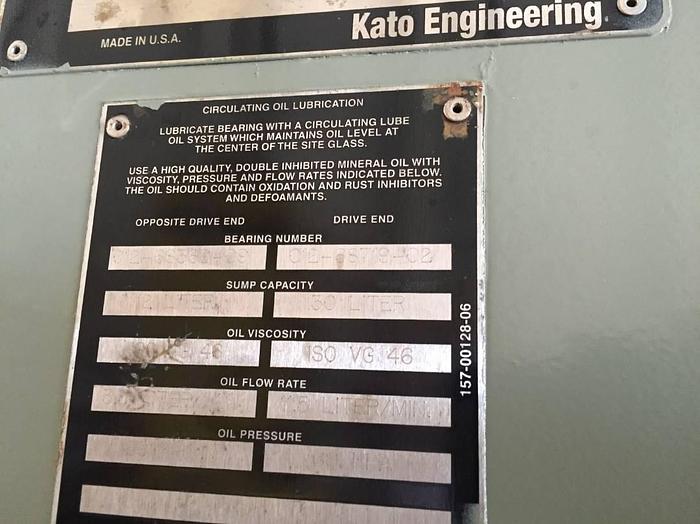 MADE IN U.S.A.
Kato Engineering
CIRCULATING OIL LUBRICATION
LUBRICATE BEARING WITH A CIRCULATING LUBE
OIL SYSTEM WHICH MAINTAINS OIL LEVEL AT
THE CENTER OF THE SITE GLASS.
USE A HIGH QUALITY, DOUBLE INHIBITED MINERAL OIL WITH
VISCOSITY, PRESSURE AND FLOW RATES INDICATED BELOW.
THE OIL SHOULD CONTAIN OXIDATION AND RUST INHIBITORS
AND DEFOAMANTS.
OPPOSITE DRIVE END DRIVE END
BEARING NUMBER
SUMP CAPACITY
LITER 30 LITER
OIL VISCOSITY
46 ISO VG 46
OIL FLOW RATE
LITER/MIN.
OIL PRESSURE
157-00128-06